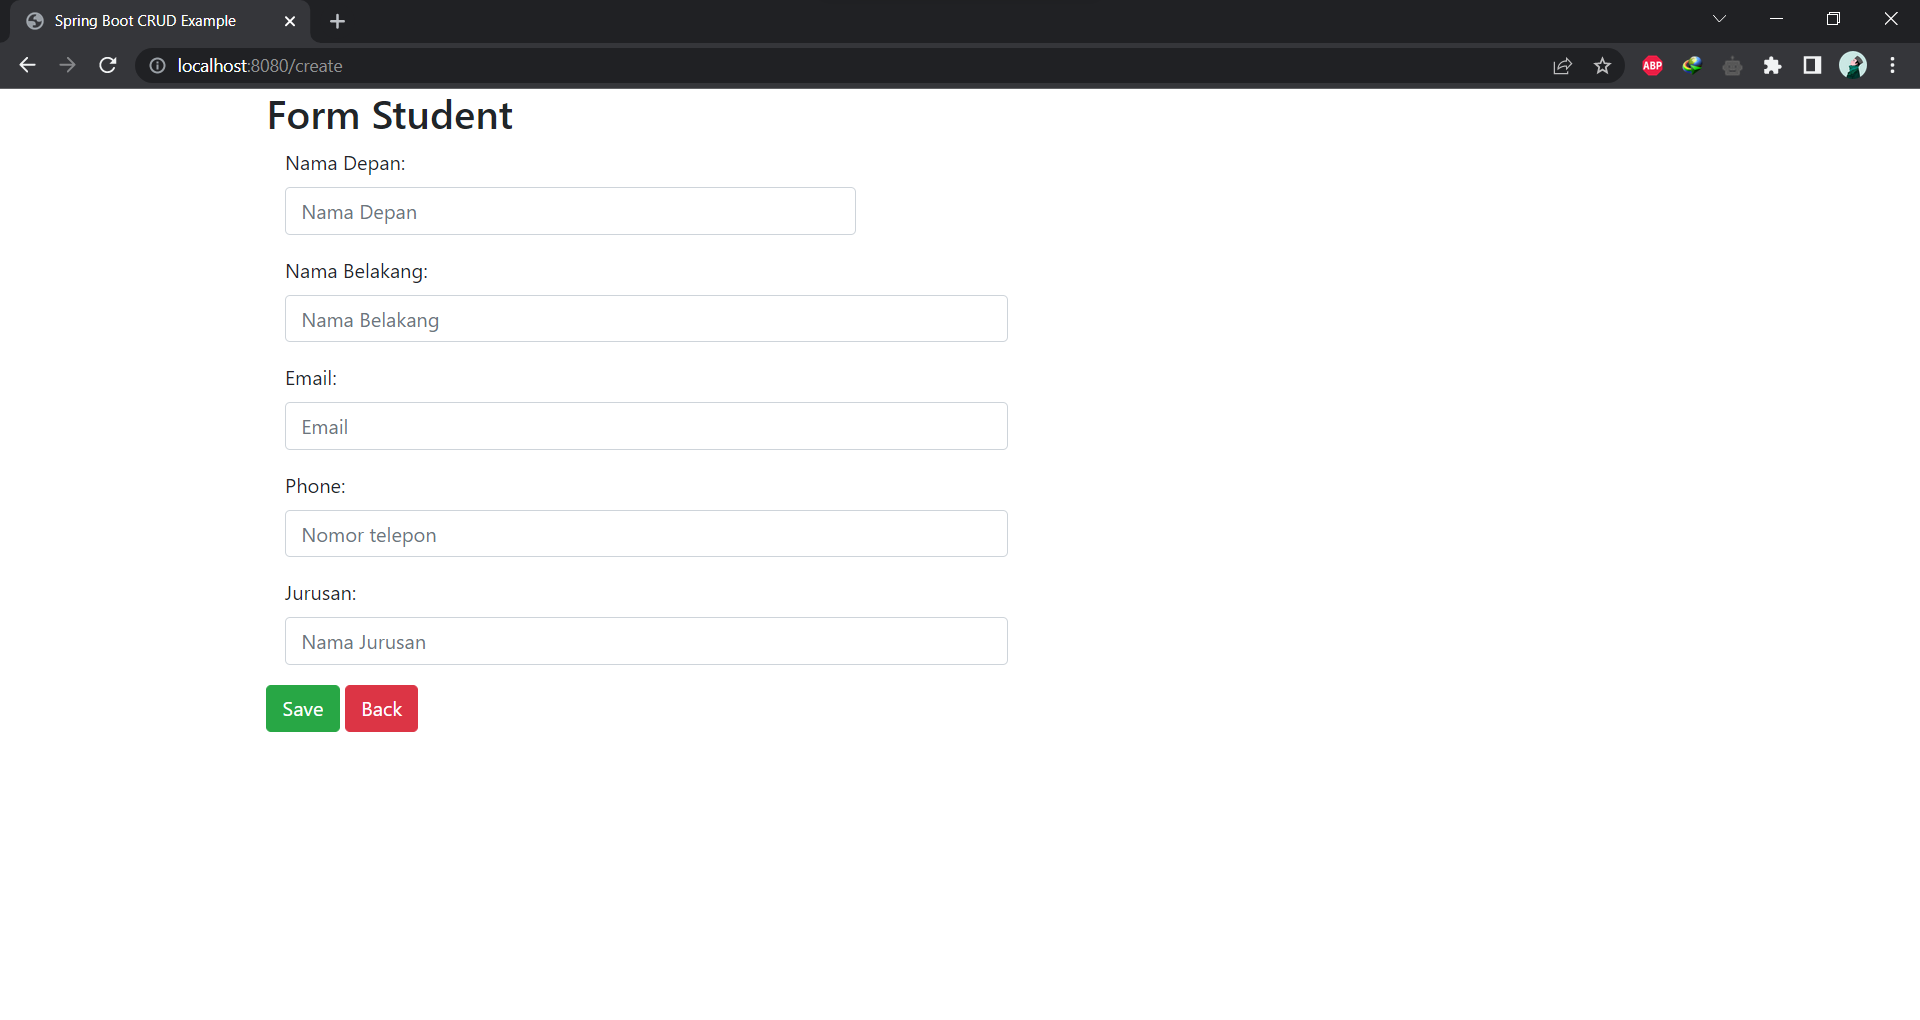 Spring Boot CRUD Example
localhost:8080/create
ABP
Form Student
Nama Depan:
Nama Depan
Nama Belakang:
Nama Belakang
Email:
Email
Phone:
Nomor telepon
Jurusan:
Nama Jurusan
Save Back